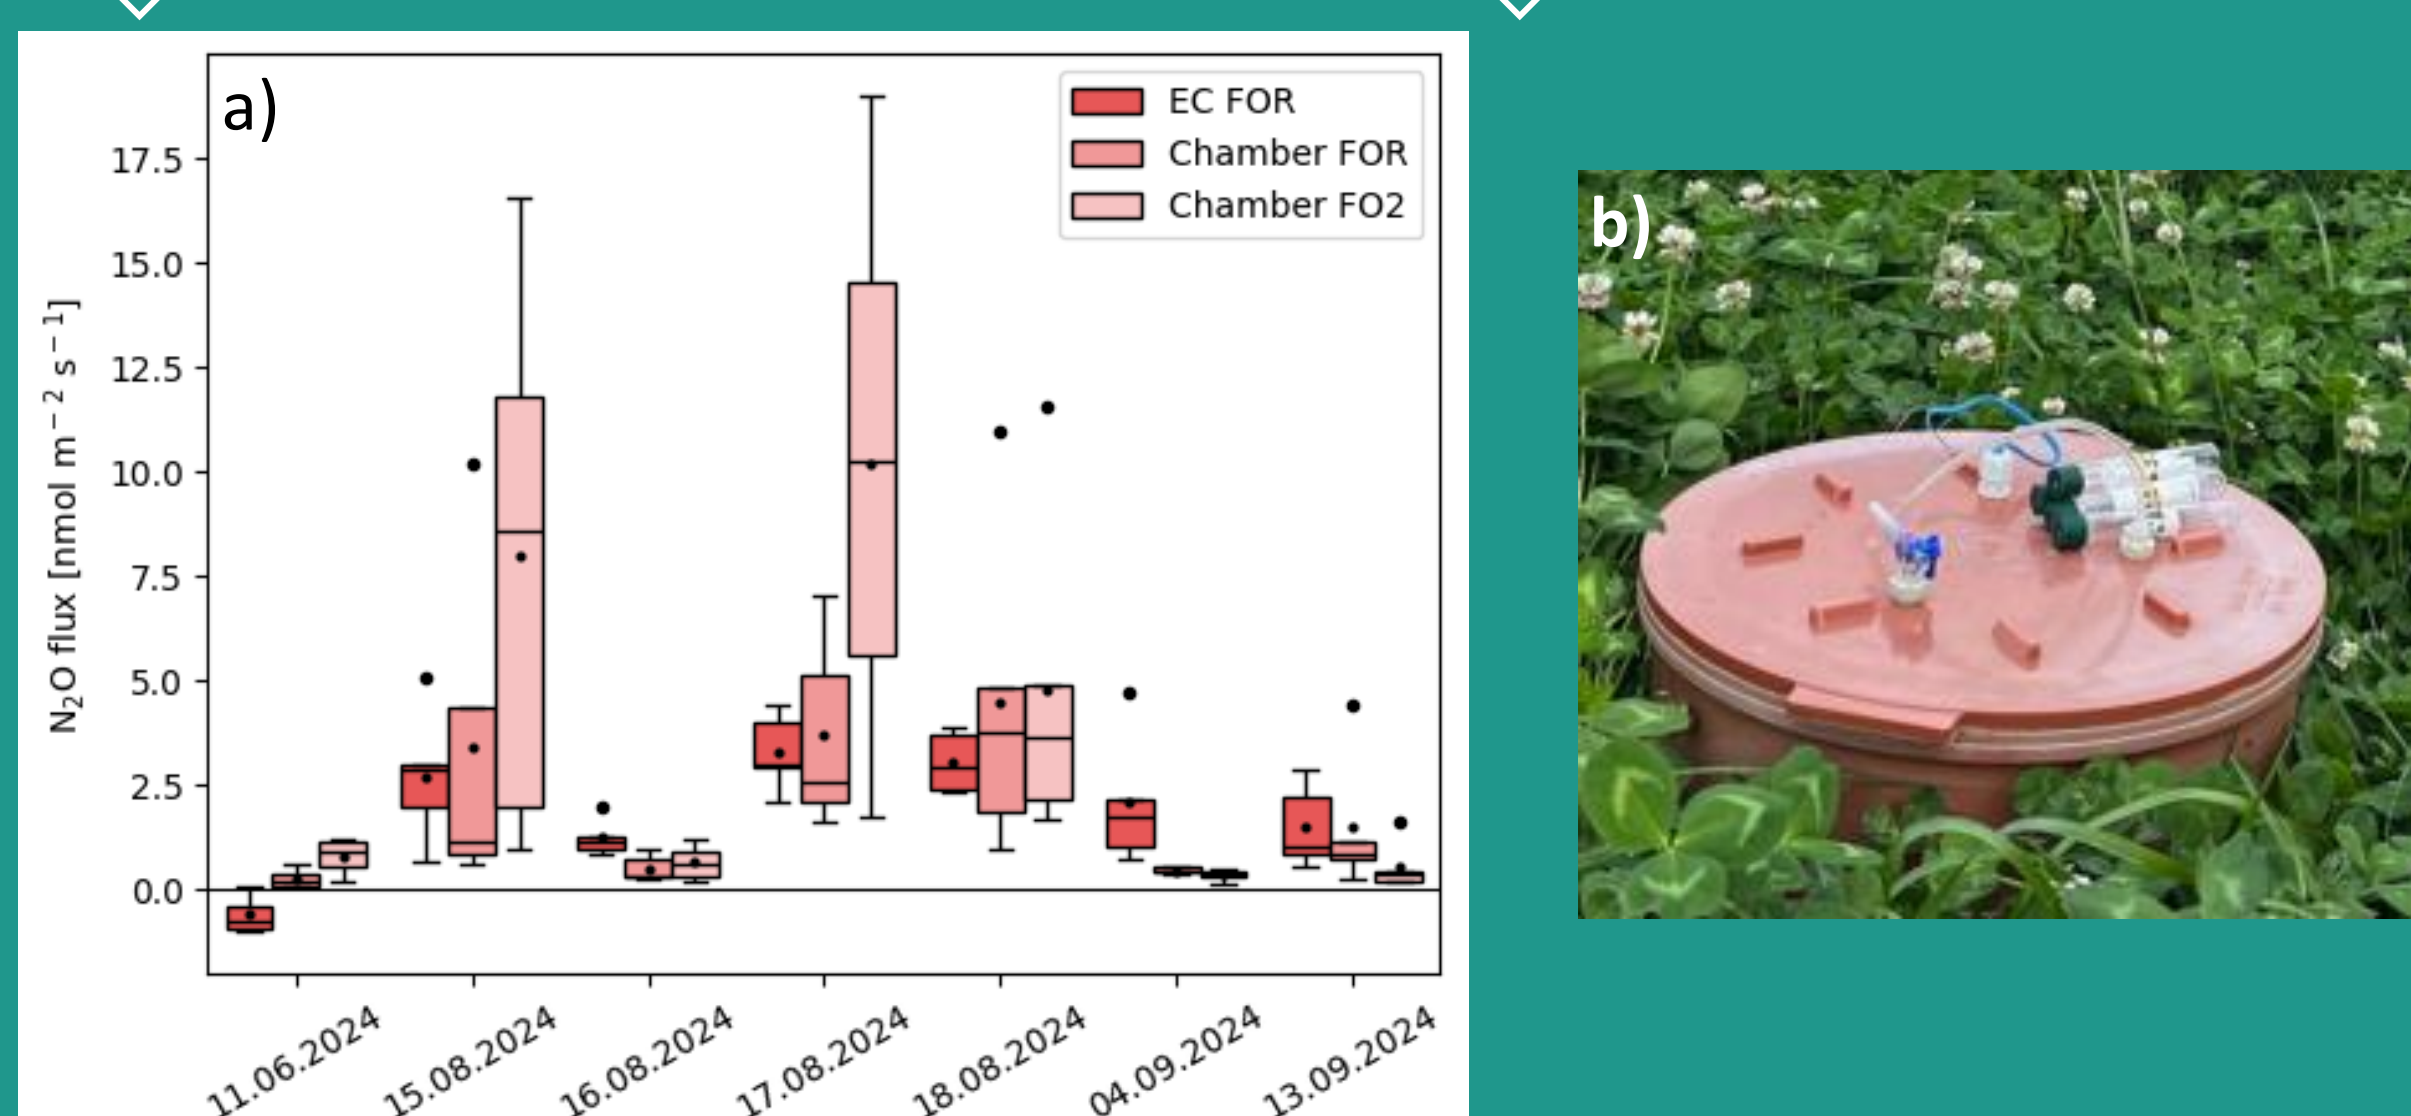 a)
EC FOR
Chamber FOR
Chamber FO2
17.5
15.0
12.5
10.0
7.5
5.0
2.5
0.0
N₂O flux [nmol m⁻² s⁻¹]
11.06.2024
15.08.2024
16.08.2024
17.08.2024
18.08.2024
04.09.2024
13.09.2024
b)